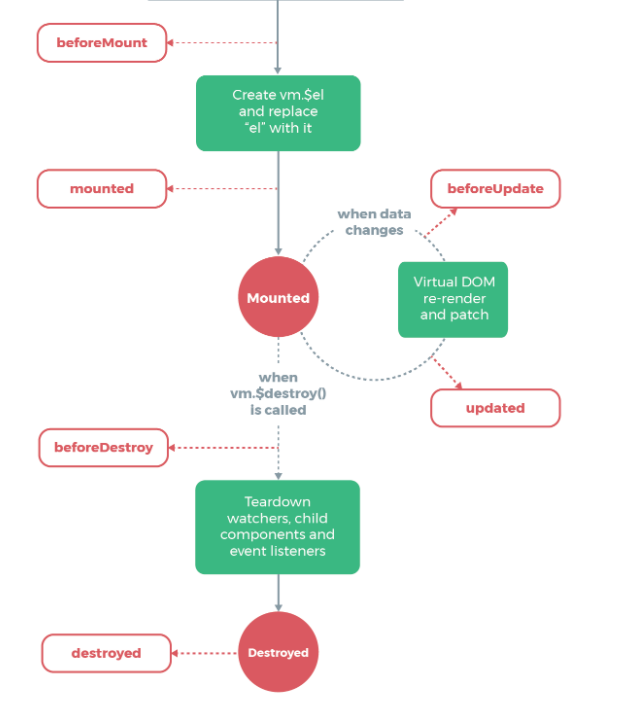 beforeMount
Create vm.$el
and replace
“el” with it
mounted
beforeUpdate
when data
changes
Virtual DOM
re-render
and patch
Mounted
when
vm.$destroy()
is called
updated
beforeDestroy
Teardown
watchers, child
components and
event listeners
destroyed
Destroyed